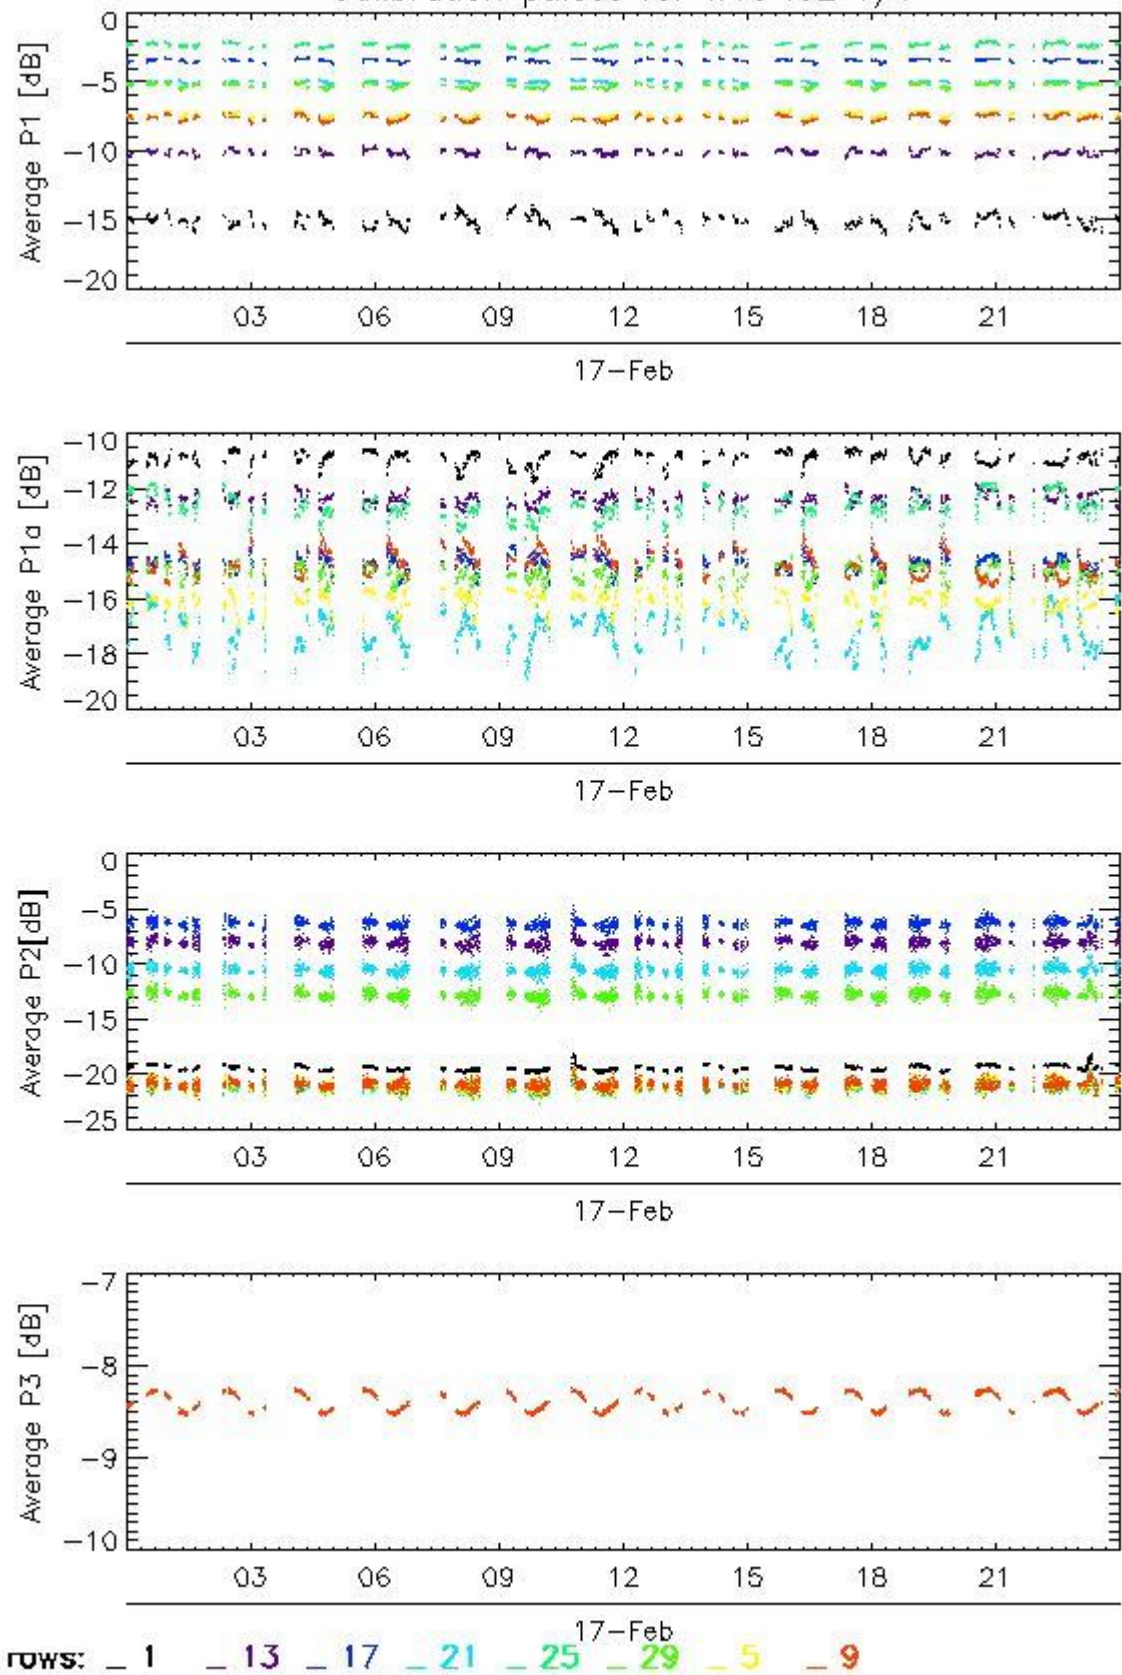 Average P1 [dB]
0
−5
−10
−15
−20
03 06 09 12 15 18 21
17−Feb
Average P1a [dB]
−10
−12
−14
−16
−18
−20
03 06 09 12 15 18 21
17−Feb
Average P2[dB]
0
−5
−10
−15
−20
−25
03 06 09 12 15 18 21
17−Feb
Average P3 [dB]
−7
−8
−9
−10
03 06 09 12 15 18 21
17−Feb
rows: _ 1 _ 13 _ 17 _ 21 _ 25 _ 29 _ 5 _ 9